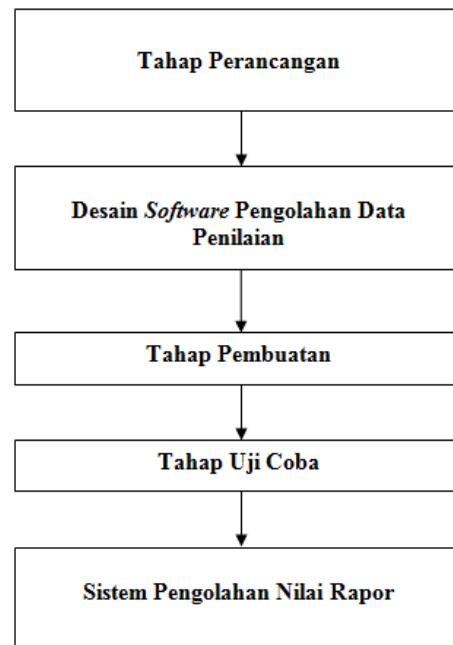 Tahap Perancangan
Desain Software Pengolahan Data
Penilaian
Tahap Pembuatan
Tahap Uji Coba
Sistem Pengolahan Nilai Rapor